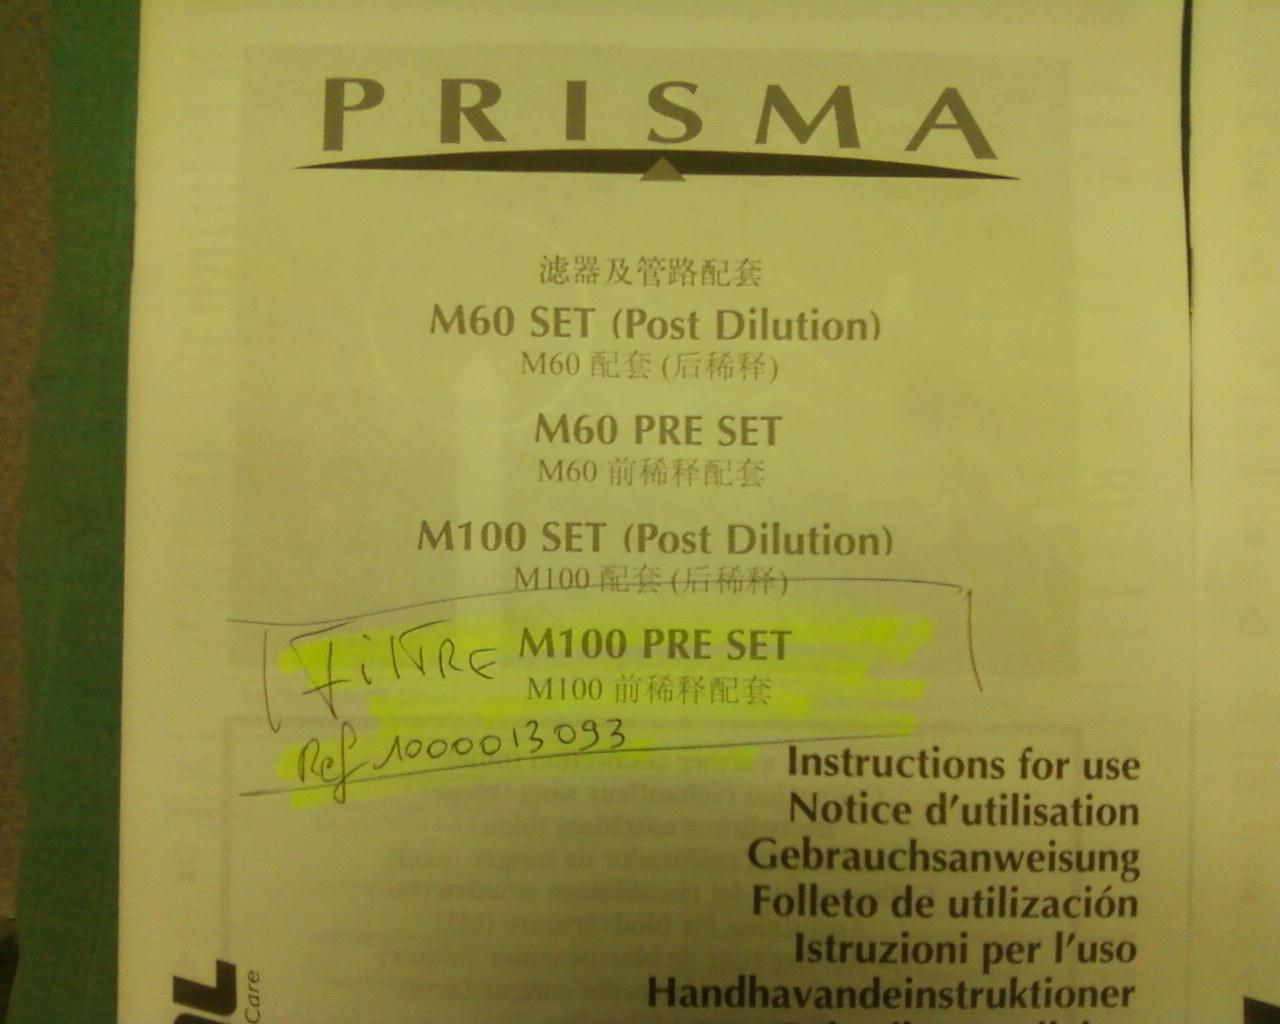 PRISMA
滤器及管路配套
M60 SET (Post Dilution)
M60 配套 (后稀释)
M60 PRE SET
M60 前稀释配套
M100 SET (Post Dilution)
M100 配套 (后稀释)
FiLTRE M100 PRE SET
M100 前稀释配套
Ref 1000013093
Instructions for use
Notice d'utilisation
Gebrauchsanweisung
Folleto de utilización
Istruzioni per l'uso
Handhavandeinstruktioner
Care